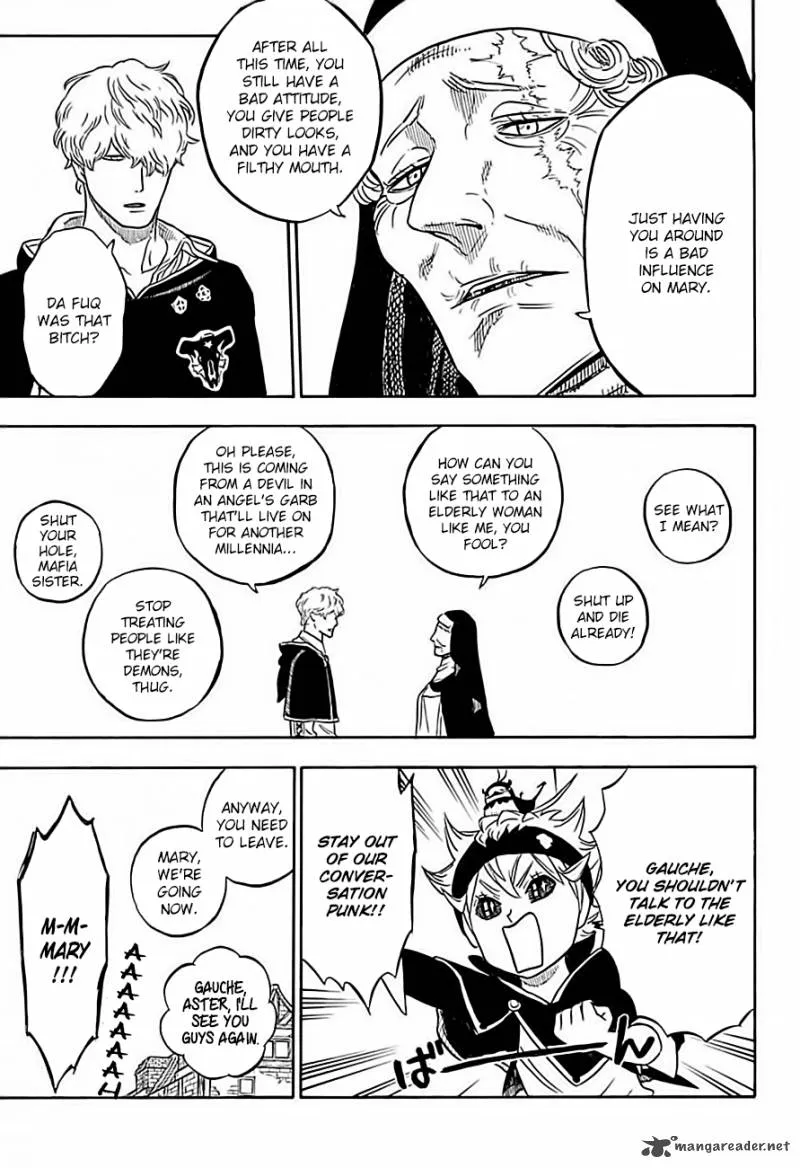 JUST HAVING
YOU AROUND
IS A BAD
INFLUENCE
ON MARY.
AFTER ALL
THIS TIME, YOU
STILL HAVE A
BAD ATTITUDE,
YOU GIVE PEOPLE
DIRTY LOOKS,
AND YOU HAVE A
FILTHY MOUTH.
DA FUQ
WAS THAT
BITCH?
SEE WHAT
I MEAN?
SHUT UP
AND DIE
ALREADY!
HOW CAN YOU
SAY SOMETHING
LIKE THAT TO AN
ELDERLY WOMAN
LIKE ME, YOU
FOOL?
OH PLEASE,
THIS IS COMING
FROM A DEVIL IN
AN ANGEL'S GARB
THAT'LL LIVE ON
FOR ANOTHER
MILLENNIA...
STOP
TREATING
PEOPLE LIKE
THEY'RE
DEMONS,
THUG.
SHUT
YOUR
HOLE,
MAFIA
SISTER.
GAUCHE,
YOU SHOULDN'T
TALK TO THE
ELDERLY LIKE
THAT!
STAY OUT
OF OUR
CONVER-
SATION
PUNK!!
ばーん
ANYWAY,
YOU NEED
TO LEAVE.
MARY,
WE'RE
GOING
NOW.
GAUCHE,
ASTER, I'LL
SEE YOU
GUYS AGAIN.
M-M-
MARY
!!!
AAAAAAH
mangareader.net